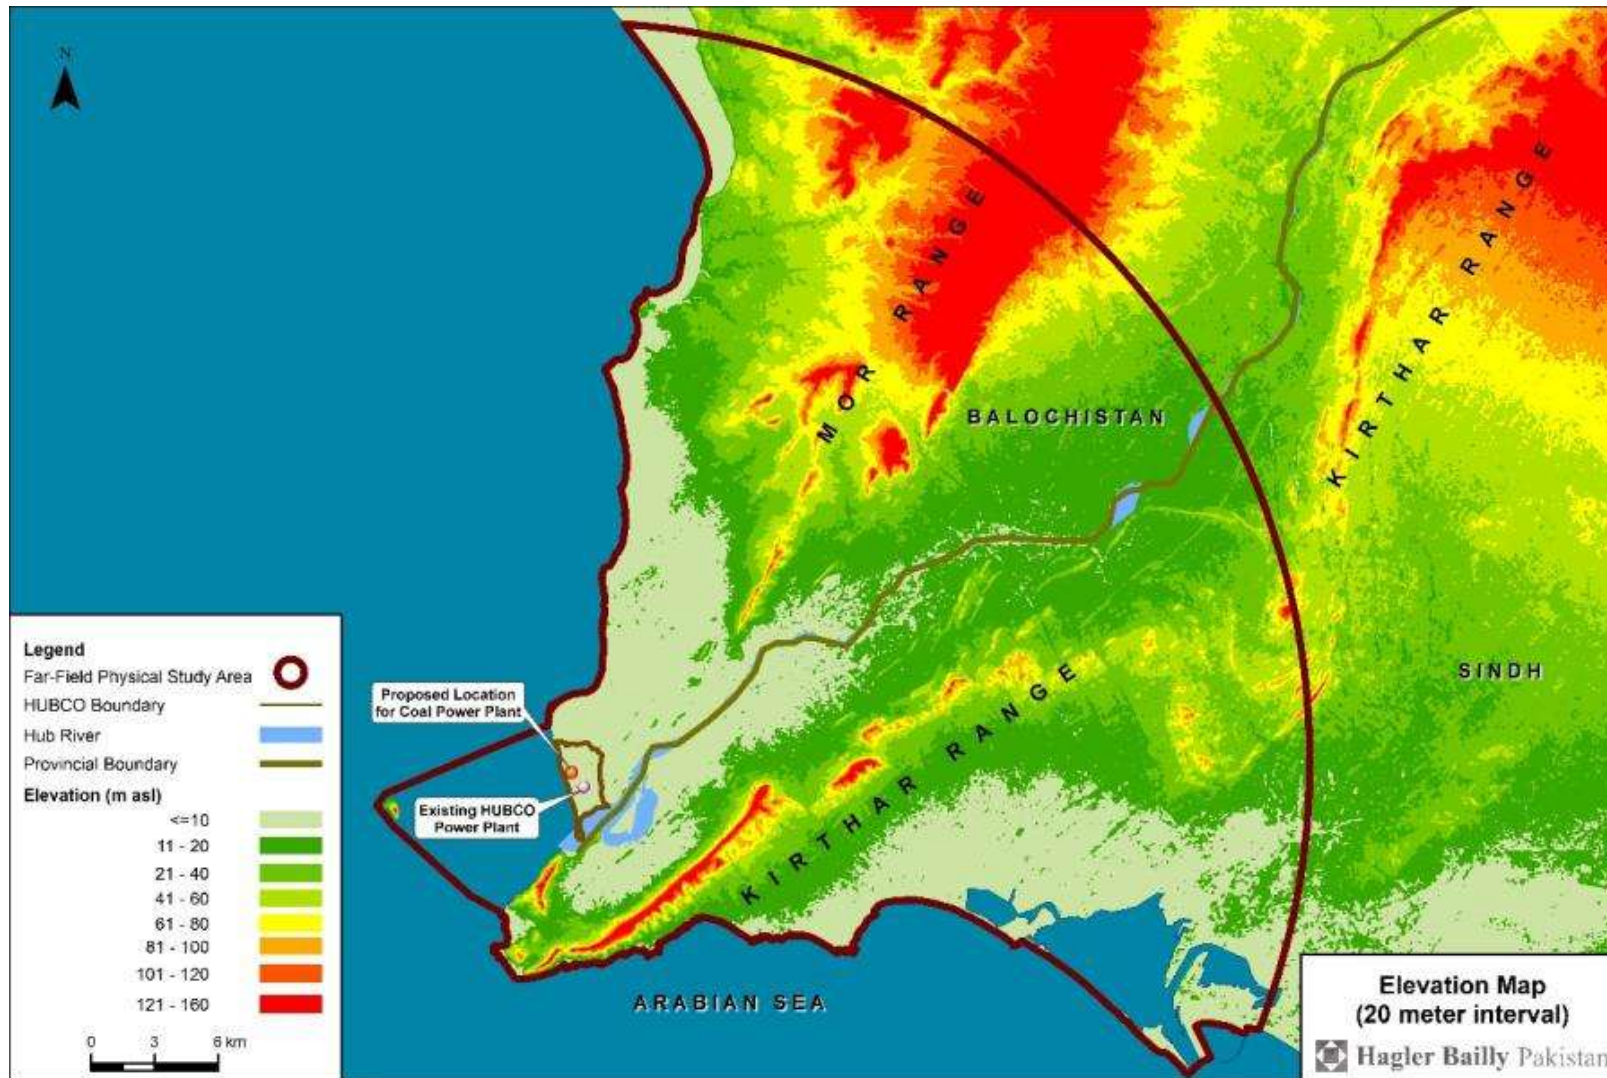 N
MOR RANGE
KIRTHAR RANGE
BALOCHISTAN
SINDH
Proposed Location
for Coal Power Plant
Existing HUBCO
Power Plant
KIRTHAR RANGE
ARABIAN SEA
Legend
Far-Field Physical Study Area
HUBCO Boundary
Hub River
Provincial Boundary
Elevation (m asl)
<=10
11 - 20
21 - 40
41 - 60
61 - 80
81 - 100
101 - 120
121 - 160
0 3 6 km
Elevation Map
(20 meter interval)
Hagler Bailly Pakistan